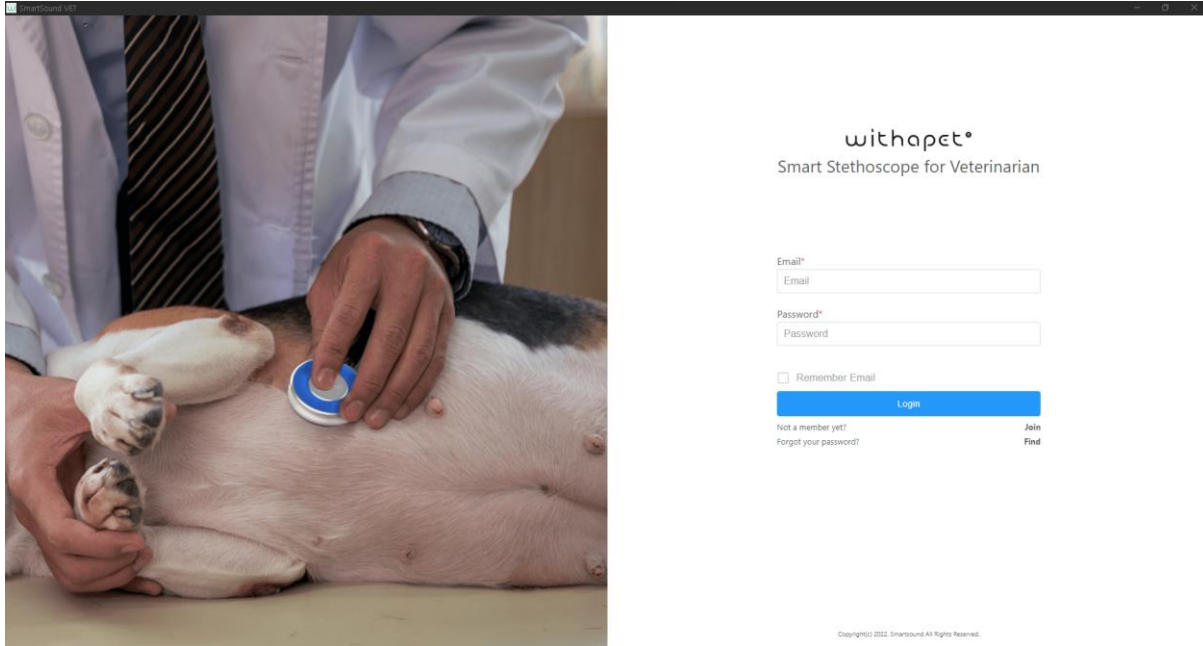 SmartSound VET
withapet
Smart Stethoscope for Veterinarian
Email*
Email
Password*
Password
Remember Email
Login
Not a member yet? Join
Forgot your password? Find
Copyright(c) 2022. Smartsound All Rights Reserved.